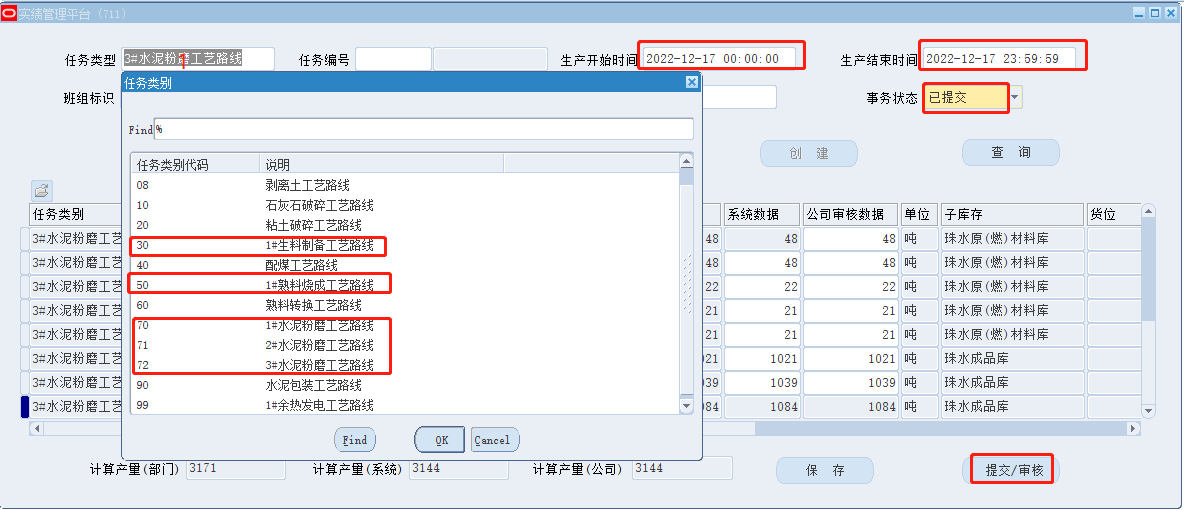 实绩管理平台 (711)
任务类型 3#水泥粉磨工艺路线 任务编号 生产开始时间 2022-12-17 00:00:00 生产结束时间 2022-12-17 23:59:59
任务类别
班组标识 事务状态 已提交
Find %
创 建 查 询
任务类别代码 说明
08 剥离土工艺路线
10 石灰石破碎工艺路线
20 粘土破碎工艺路线
30 1#生料制备工艺路线
40 配煤工艺路线
50 1#熟料烧成工艺路线
60 熟料转换工艺路线
70 1#水泥粉磨工艺路线
71 2#水泥粉磨工艺路线
72 3#水泥粉磨工艺路线
90 水泥包装工艺路线
99 1#余热发电工艺路线
Find OK Cancel
任务类别 系统数据 公司审核数据 单位 子库存 货位
3#水泥粉磨工艺 48 48 48 吨 珠水原(燃)材料库
3#水泥粉磨工艺 48 48 48 吨 珠水原(燃)材料库
3#水泥粉磨工艺 22 22 22 吨 珠水原(燃)材料库
3#水泥粉磨工艺 21 21 21 吨 珠水原(燃)材料库
3#水泥粉磨工艺 21 21 21 吨 珠水原(燃)材料库
3#水泥粉磨工艺 021 1021 1021 吨 珠水成品库
3#水泥粉磨工艺 039 1039 1039 吨 珠水成品库
3#水泥粉磨工艺 084 1084 1084 吨 珠水成品库
计算产量(部门) 3171 计算产量(系统) 3144 计算产量(公司) 3144 保 存 提交/审核